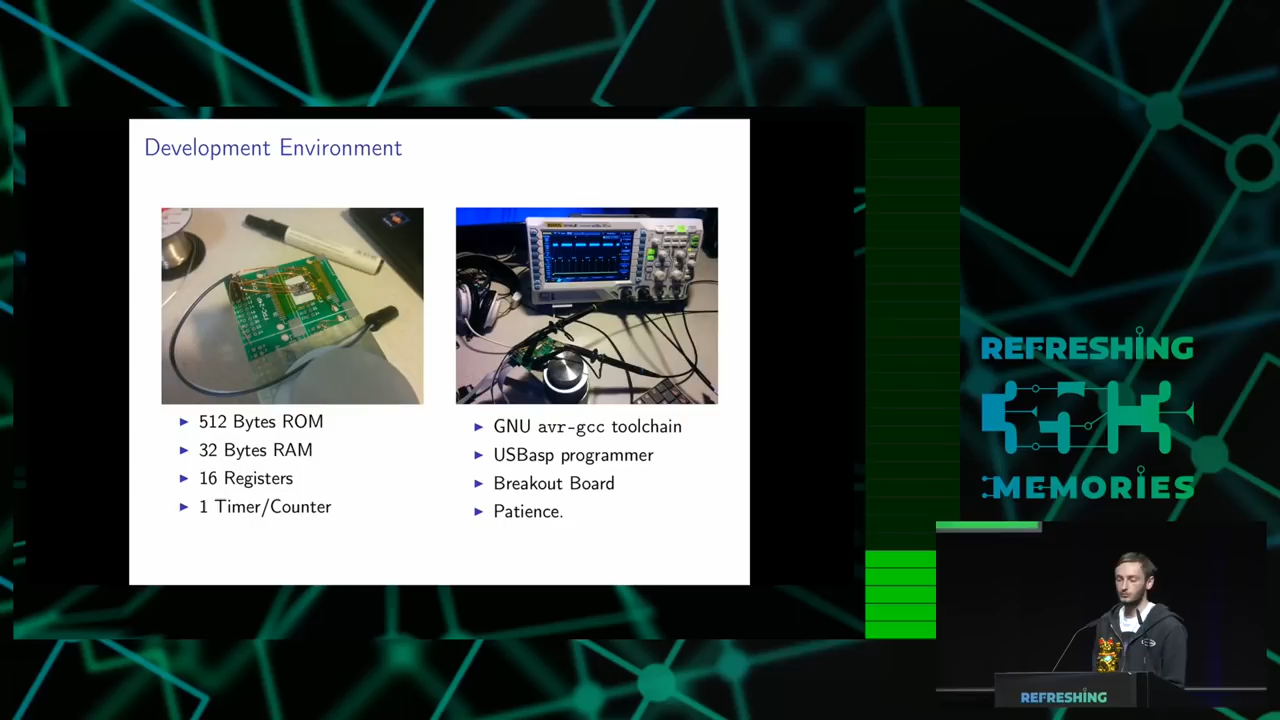 Development Environment
512 Bytes ROM
32 Bytes RAM
16 Registers
1 Timer/Counter
GNU avr-gcc toolchain
USBasp programmer
Breakout Board
Patience.
REFRESHING
MEMORIES
REFRESHING